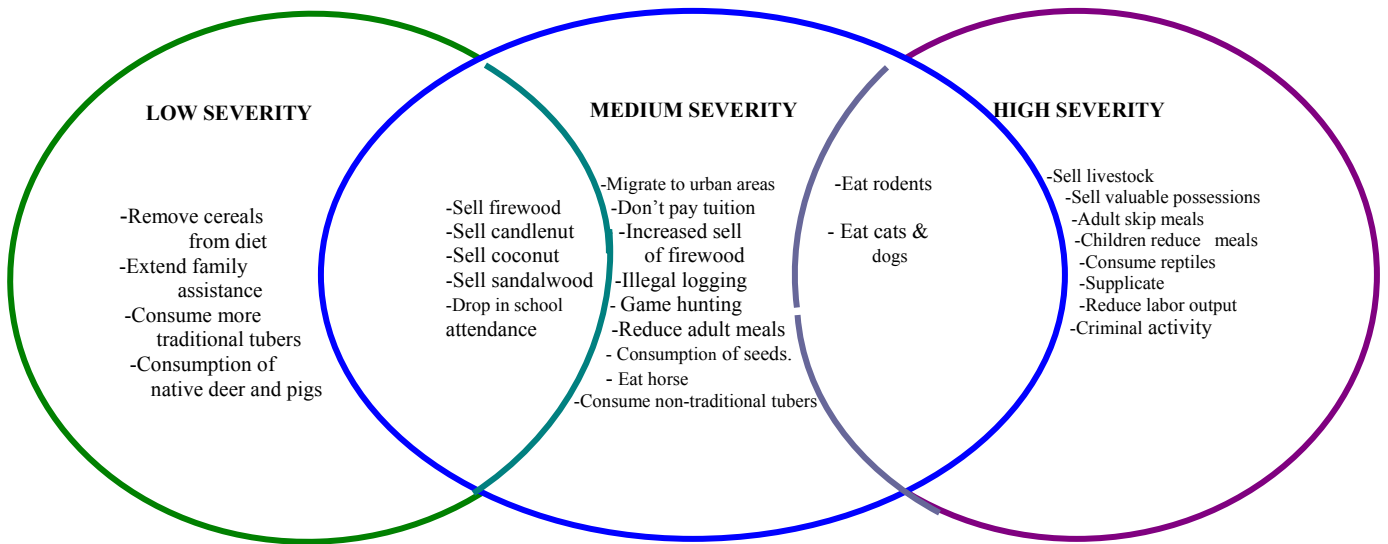 LOW SEVERITY
-Remove cereals
from diet
-Extend family
assistance
-Consume more
traditional tubers
-Consumption of
native deer and pigs
-Sell firewood
-Sell candlenut
-Sell coconut
-Sell sandalwood
-Drop in school
attendance
MEDIUM SEVERITY
-Migrate to urban areas
-Don't pay tuition
-Increased sell
of firewood
-Illegal logging
- Game hunting
-Reduce adult meals
- Consumption of seeds.
- Eat horse
-Consume non-traditional tubers
-Eat rodents
- Eat cats &
dogs
HIGH SEVERITY
-Sell livestock
-Sell valuable possessions
-Adult skip meals
-Children reduce meals
-Consume reptiles
-Supplicate
-Reduce labor output
-Criminal activity